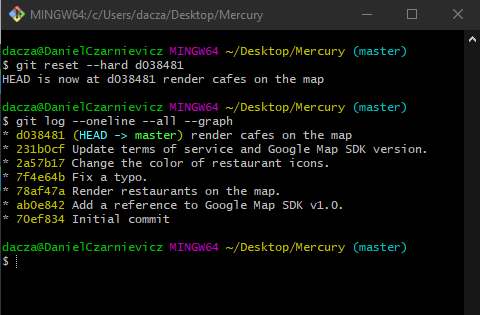 MINGW64:/c/Users/dacza/Desktop/Mercury
dacza@DanielCzarnievicz MINGW64 ~/Desktop/Mercury (master)
$ git reset --hard d038481
HEAD is now at d038481 render cafes on the map
dacza@DanielCzarnievicz MINGW64 ~/Desktop/Mercury (master)
$ git log --oneline --all --graph
* d038481 (HEAD -> master) render cafes on the map
* 231b0cf Update terms of service and Google Map SDK version.
* 2a57b17 Change the color of restaurant icons.
* 7f4e64b Fix a typo.
* 78af47a Render restaurants on the map.
* ab0e842 Add a reference to Google Map SDK v1.0.
* 70ef834 Initial commit
dacza@DanielCzarnievicz MINGW64 ~/Desktop/Mercury (master)
$